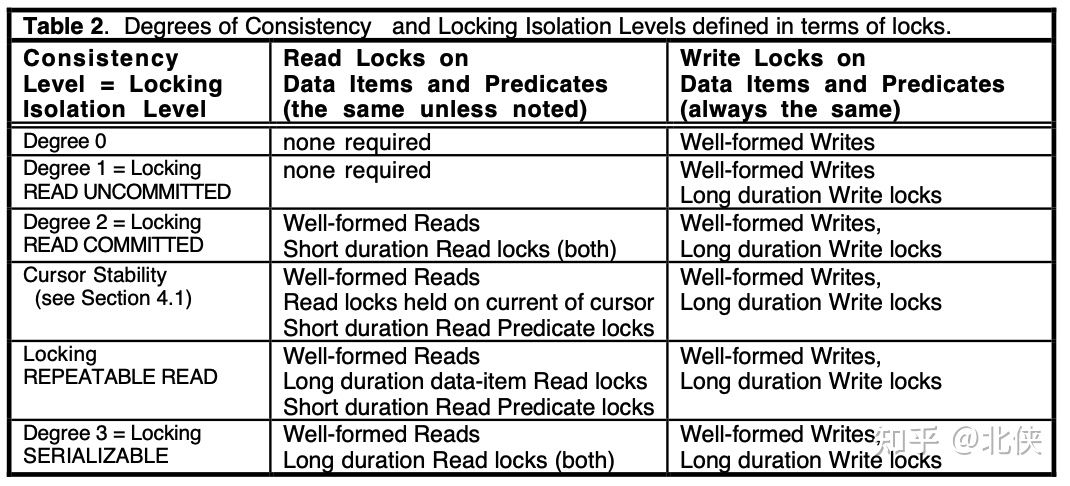 Table 2. Degrees of Consistency and Locking Isolation Levels defined in terms of locks.
Consistency
Level = Locking
Isolation Level
Read Locks on
Data Items and Predicates
(the same unless noted)
Write Locks on
Data Items and Predicates
(always the same)
Degree 0
none required
Well-formed Writes
Degree 1 = Locking
READ UNCOMMITTED
none required
Well-formed Writes
Long duration Write locks
Degree 2 = Locking
READ COMMITTED
Well-formed Reads
Short duration Read locks (both)
Well-formed Writes,
Long duration Write locks
Cursor Stability
(see Section 4.1)
Well-formed Reads
Read locks held on current of cursor
Short duration Read Predicate locks
Well-formed Writes,
Long duration Write locks
Locking
REPEATABLE READ
Well-formed Reads
Long duration data-item Read locks
Short duration Read Predicate locks
Well-formed Writes,
Long duration Write locks
Degree 3 = Locking
SERIALIZABLE
Well-formed Reads
Long duration Read locks (both)
Well-formed Writes,
Long duration Write locks
知乎 @北侠